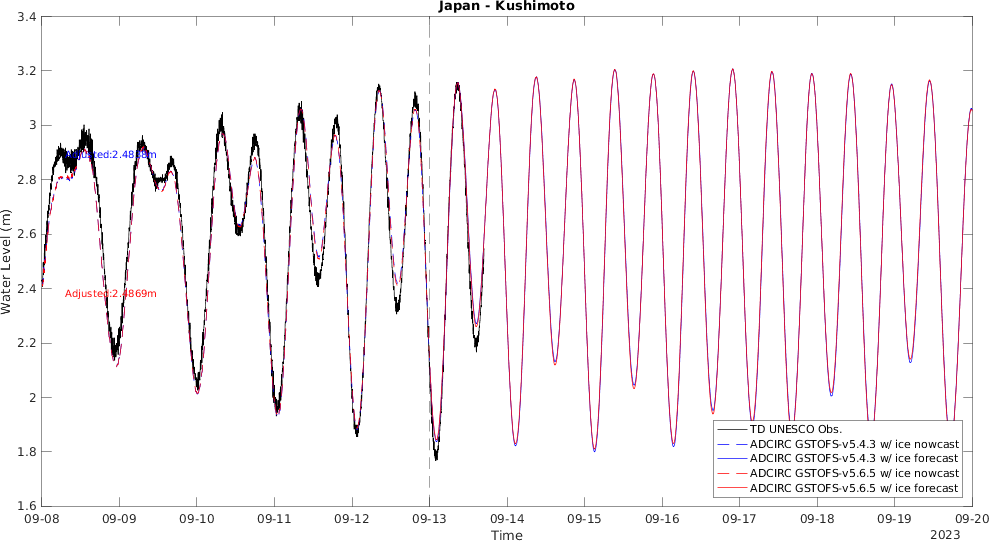 Japan - Kushimoto
3.4
3.2
3
2.8
2.6
2.4
2.2
2
1.8
1.6
Water Level (m)
Adjusted:2.4838m
Adjusted:2.4869m
TD UNESCO Obs.
ADCIRC GSTOFS-v5.4.3 w/ ice nowcast
ADCIRC GSTOFS-v5.4.3 w/ ice forecast
ADCIRC GSTOFS-v5.6.5 w/ ice nowcast
ADCIRC GSTOFS-v5.6.5 w/ ice forecast
09-08 09-09 09-10 09-11 09-12 09-13 09-14 09-15 09-16 09-17 09-18 09-19 09-20
Time
2023